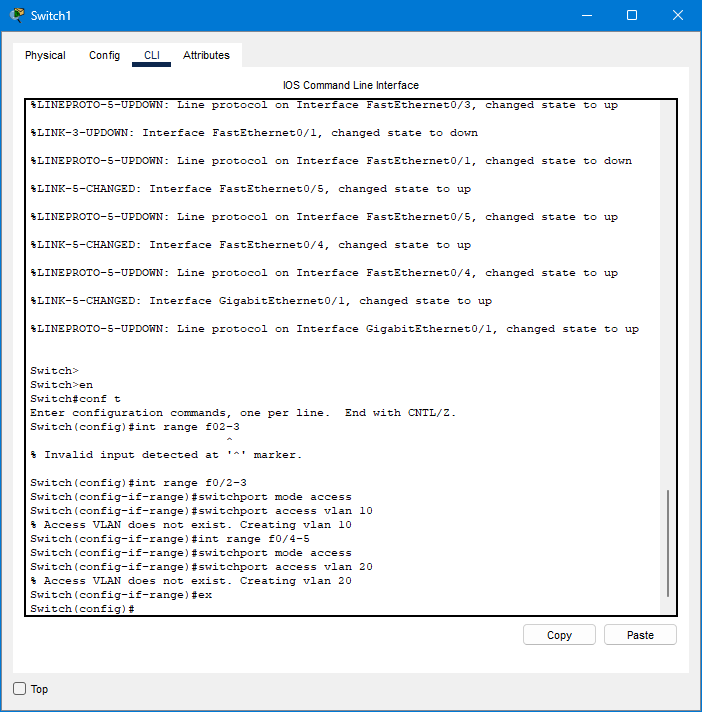 Switch1
Physical Config CLI Attributes
IOS Command Line Interface
%LINEPROTO-5-UPDOWN: Line protocol on Interface FastEthernet0/3, changed state to up
%LINK-3-UPDOWN: Interface FastEthernet0/1, changed state to down
%LINEPROTO-5-UPDOWN: Line protocol on Interface FastEthernet0/1, changed state to down
%LINK-5-CHANGED: Interface FastEthernet0/5, changed state to up
%LINEPROTO-5-UPDOWN: Line protocol on Interface FastEthernet0/5, changed state to up
%LINK-5-CHANGED: Interface FastEthernet0/4, changed state to up
%LINEPROTO-5-UPDOWN: Line protocol on Interface FastEthernet0/4, changed state to up
%LINK-5-CHANGED: Interface GigabitEthernet0/1, changed state to up
%LINEPROTO-5-UPDOWN: Line protocol on Interface GigabitEthernet0/1, changed state to up
Switch>
Switch>en
Switch#conf t
Enter configuration commands, one per line.  End with CNTL/Z.
Switch(config)#int range f02-3
^
% Invalid input detected at '^' marker.
Switch(config)#int range f0/2-3
Switch(config-if-range)#switchport mode access
Switch(config-if-range)#switchport access vlan 10
% Access VLAN does not exist. Creating vlan 10
Switch(config-if-range)#int range f0/4-5
Switch(config-if-range)#switchport mode access
Switch(config-if-range)#switchport access vlan 20
% Access VLAN does not exist. Creating vlan 20
Switch(config-if-range)#ex
Switch(config)#
Copy Paste
Top